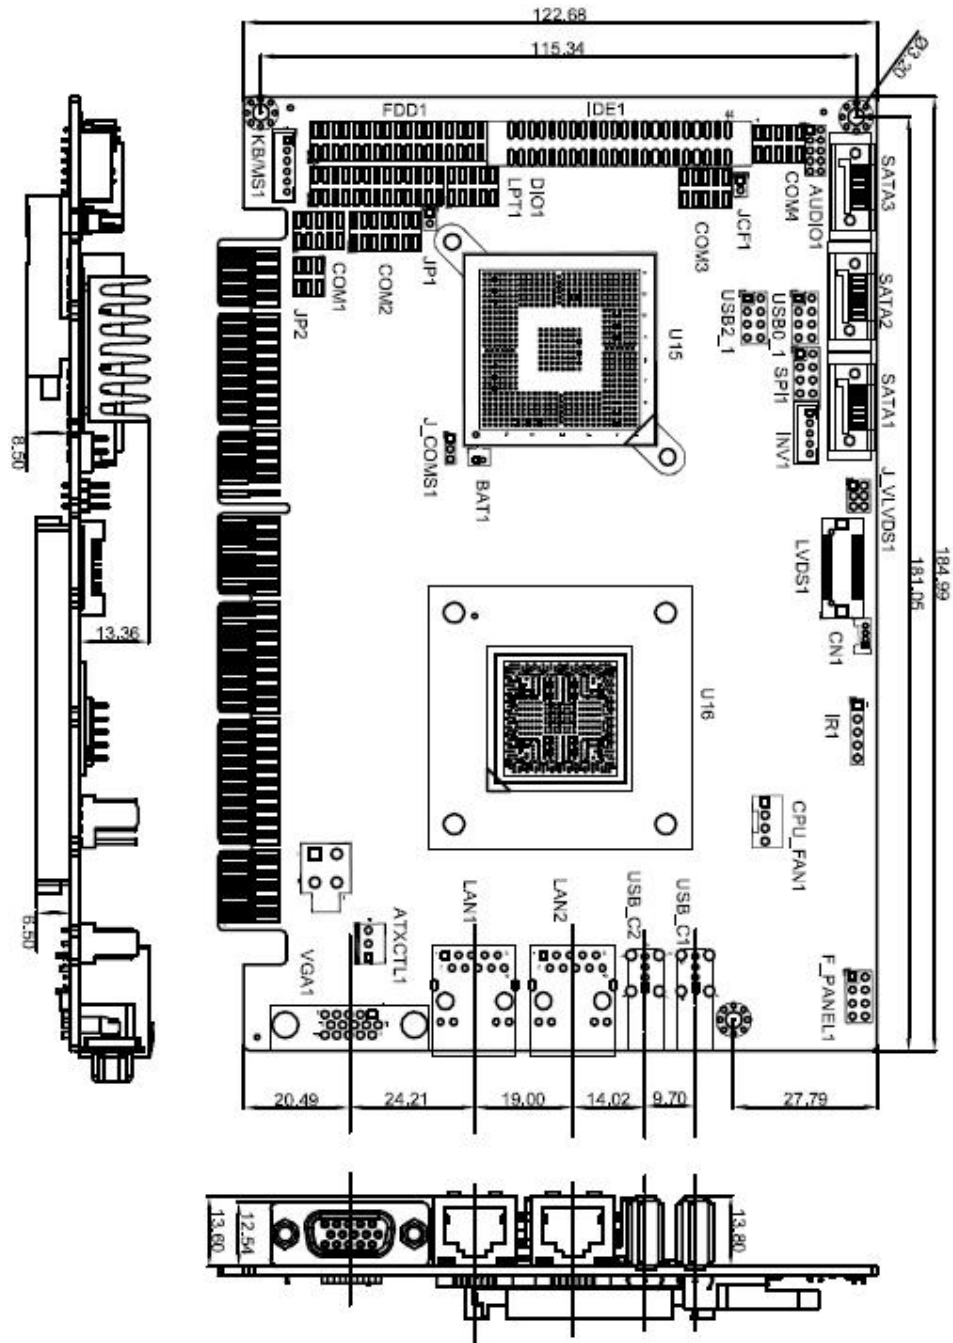 122.68
115.34
Ø3.20
FDD1
IDE1
KB/MS1
SATA3
AUDIO1
COM4
DIO1
LPT1
JCF1
COM3
JP1
COM2
COM1
JP2
SATA2
USB0_1
USB2_1
U15
SPI1
SATA1
INV1
J_COMS1
BAT1
J_VLVDS1
LVDS1
184.99
181.05
CN1
8.50
13.36
U16
IR1
CPU_FAN1
6.50
LAN1
LAN2
USB_C2
USB_C1
ATXCTL1
VGA1
F_PANEL1
20.49
24.21
19.00
14.02
9.70
27.79
13.60
12.54
13.80